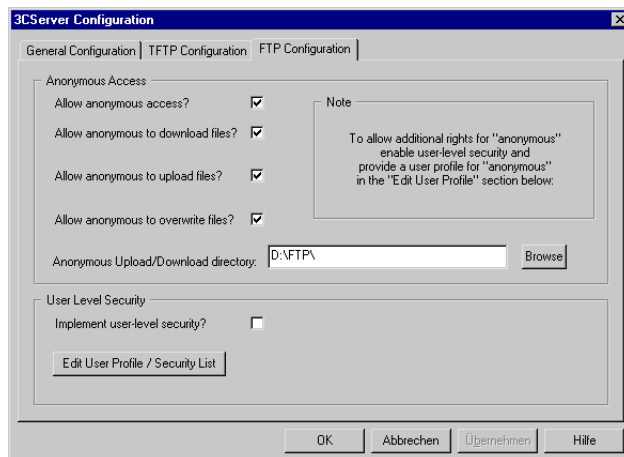 3CServer Configuration
General Configuration
TFTP Configuration
FTP Configuration
Anonymous Access
Allow anonymous access?
Allow anonymous to download files?
Allow anonymous to upload files?
Allow anonymous to overwrite files?
Note
To allow additional rights for "anonymous"
enable user-level security and
provide a user profile for "anonymous"
in the "Edit User Profile" section below:
Anonymous Upload/Download directory:
D:\FTP\
Browse
User Level Security
Implement user-level security?
Edit User Profile / Security List
OK
Abbrechen
Übernehmen
Hilfe